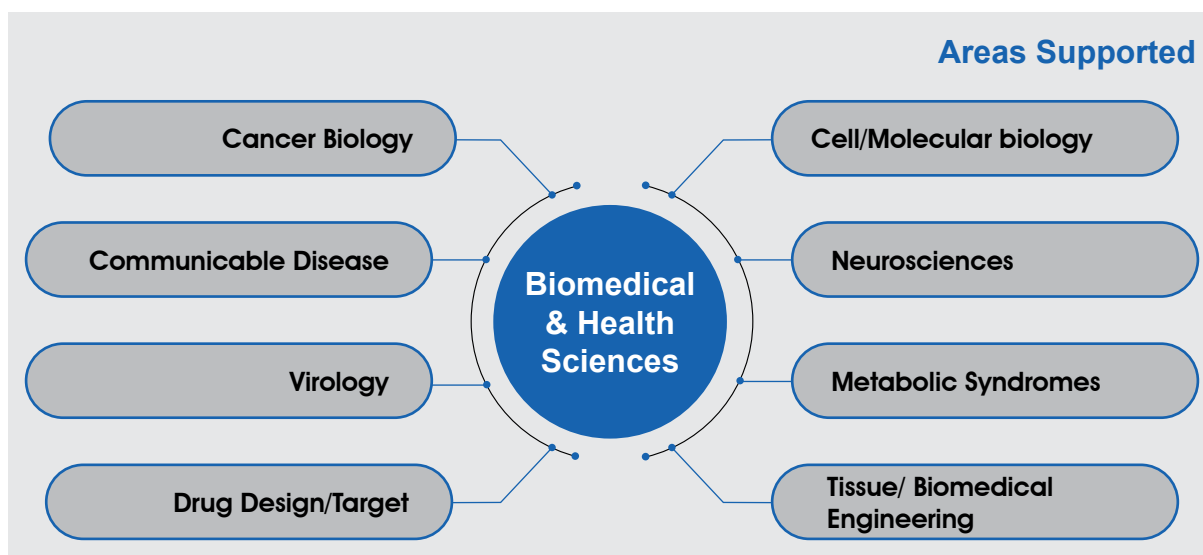 Areas Supported
Cancer Biology
Communicable Disease
Virology
Drug Design/Target
Biomedical
& Health
Sciences
Cell/Molecular biology
Neurosciences
Metabolic Syndromes
Tissue/ Biomedical
Engineering